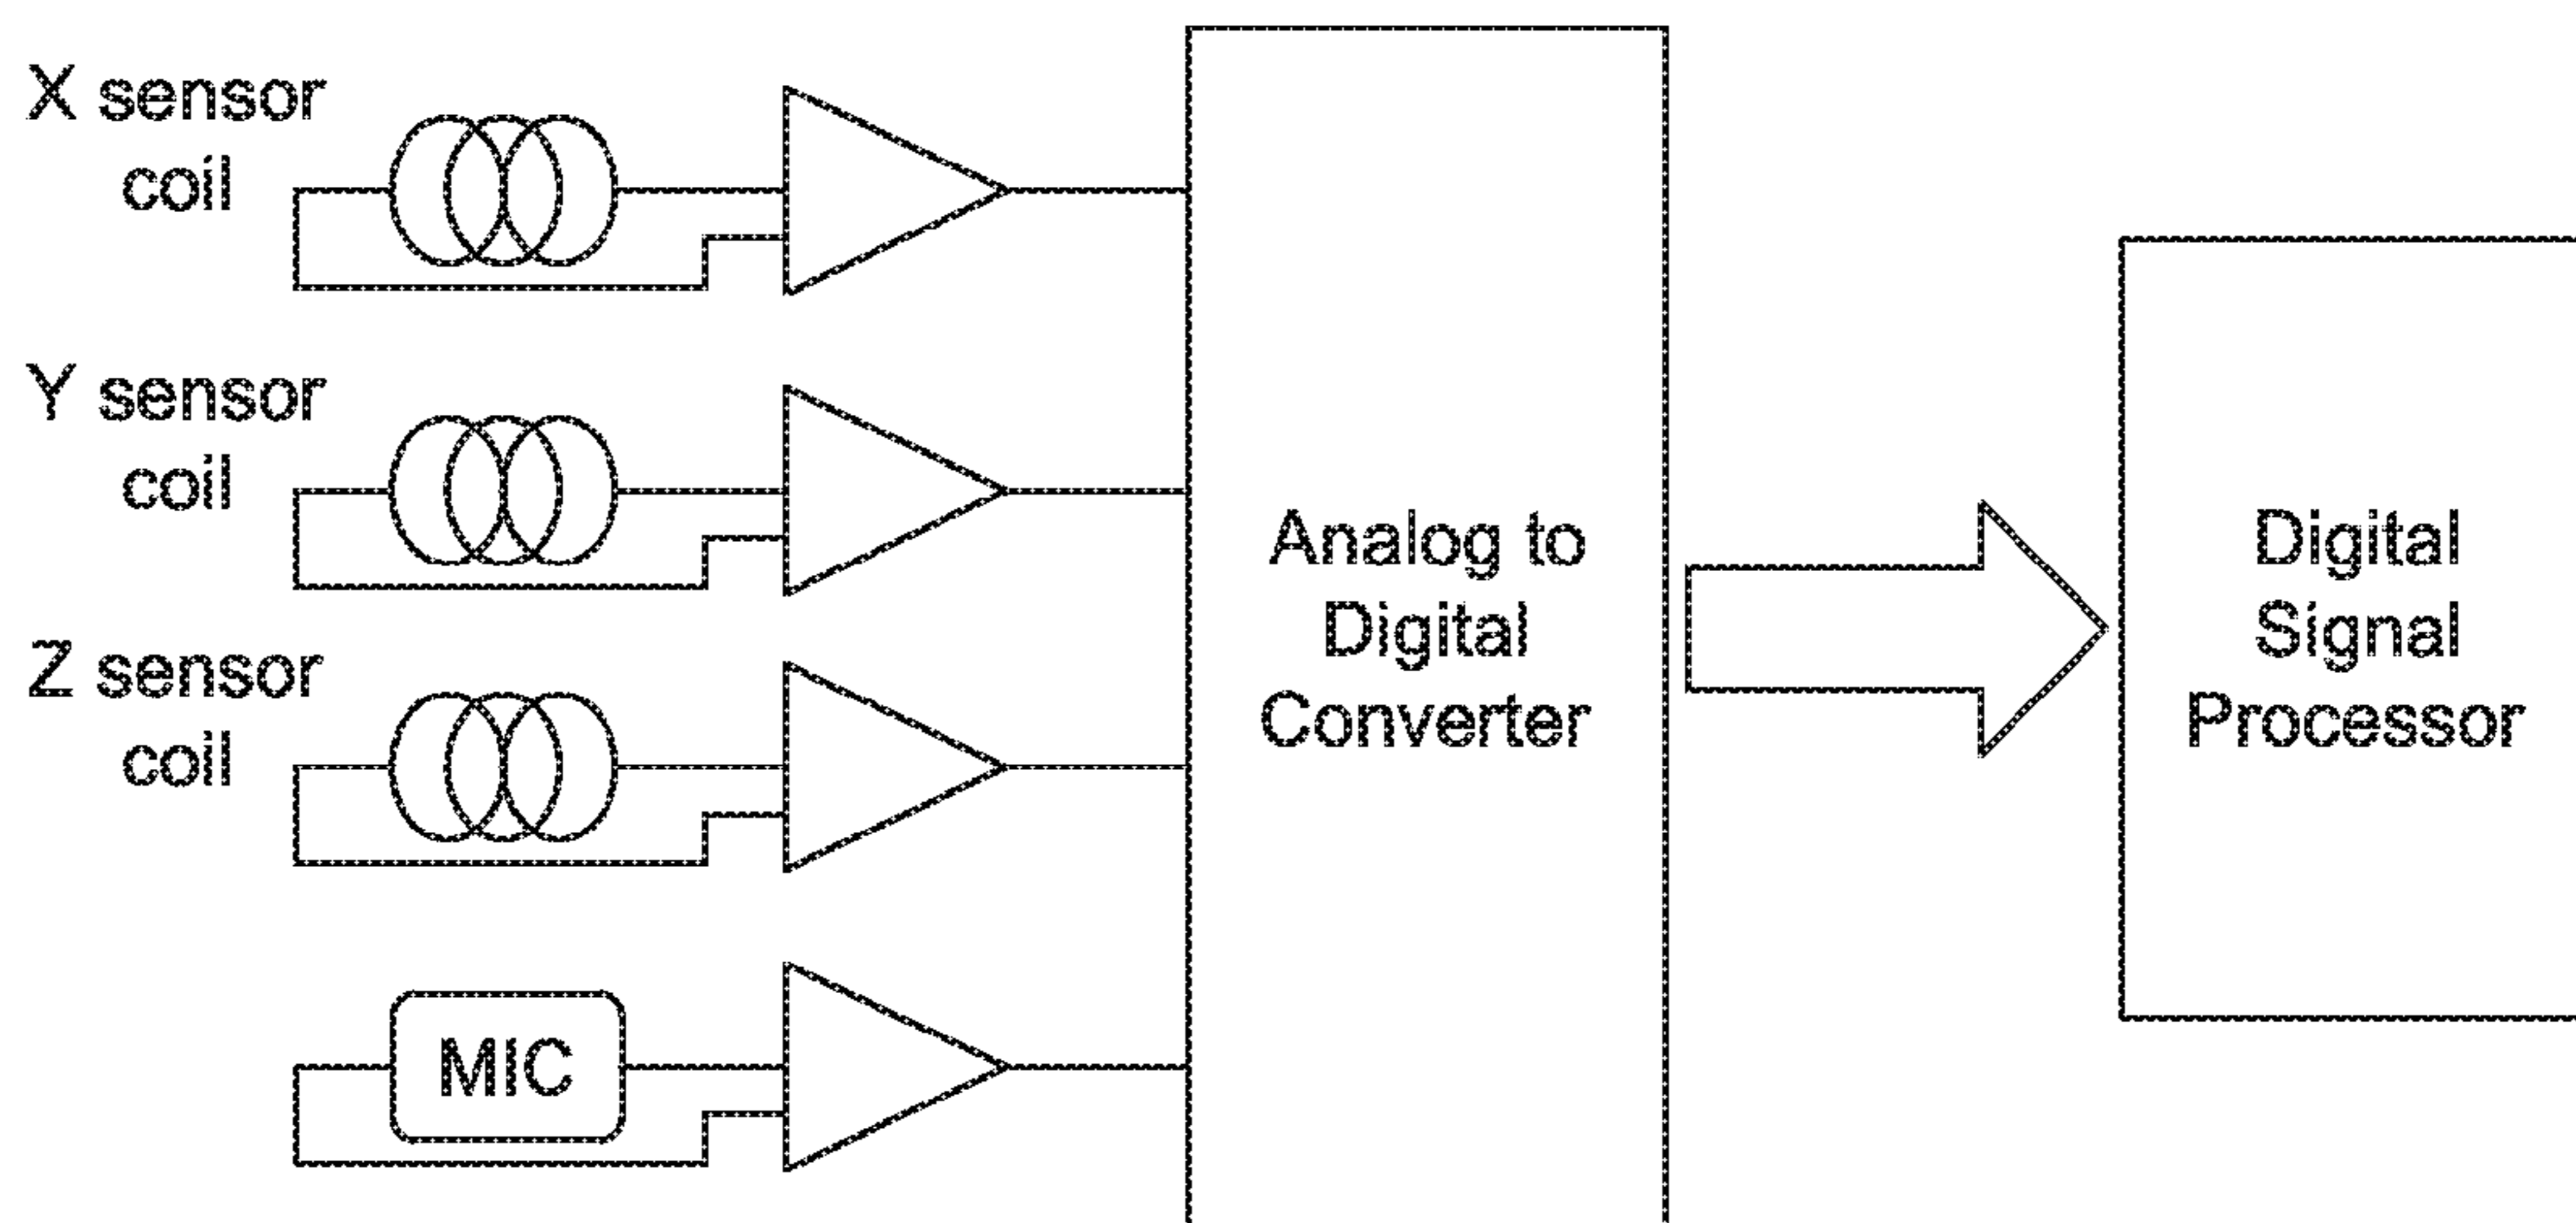 X sensor
coil
Y sensor
coil
Z sensor
coil
MIC
Analog to
Digital
Converter
Digital
Signal
Processor